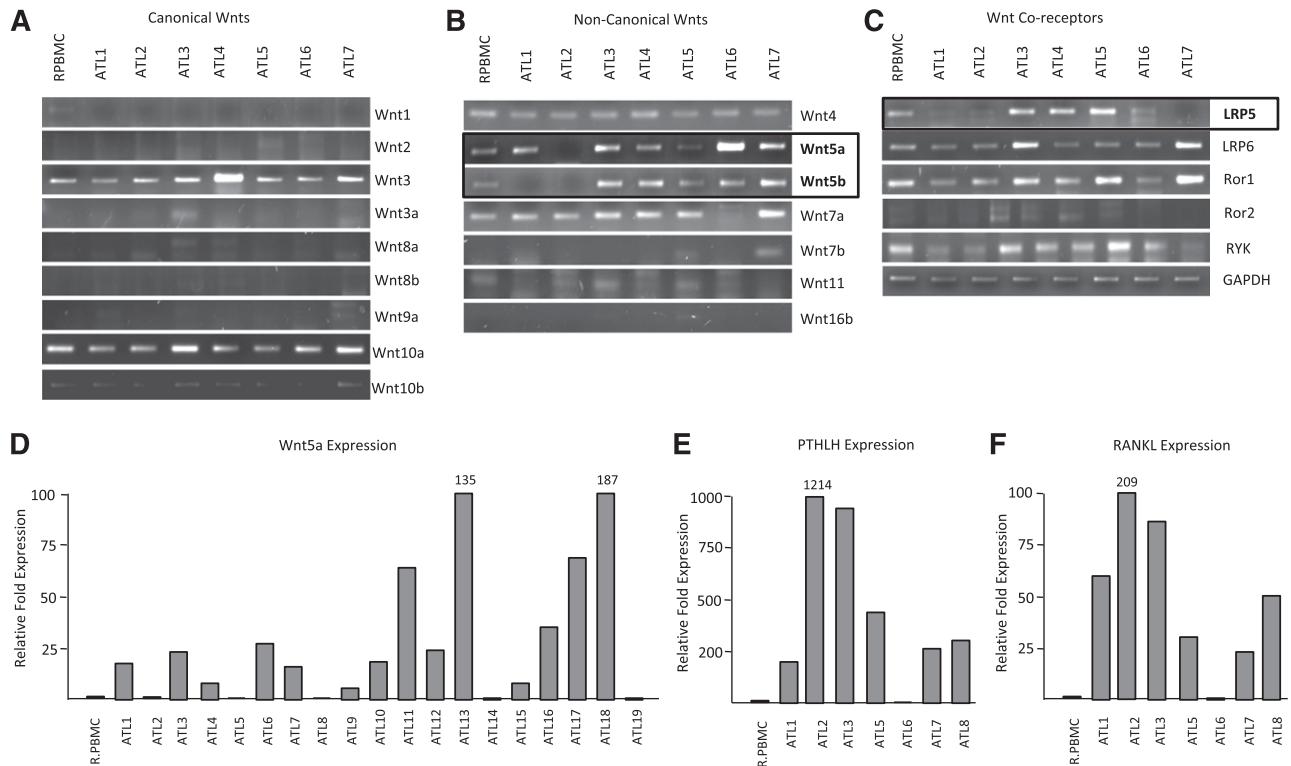 A
Canonical Wnts
RPBMC ATL1 ATL2 ATL3 ATL4 ATL5 ATL6 ATL7
Wnt1
Wnt2
Wnt3
Wnt3a
Wnt8a
Wnt8b
Wnt9a
Wnt10a
Wnt10b
B
Non-Canonical Wnts
RPBMC ATL1 ATL2 ATL3 ATL4 ATL5 ATL6 ATL7
Wnt4
Wnt5a
Wnt5b
Wnt7a
Wnt7b
Wnt11
Wnt16b
C
Wnt Co-receptors
RPBMC ATL1 ATL2 ATL3 ATL4 ATL5 ATL6 ATL7
LRP5
LRP6
Ror1
Ror2
RYK
GAPDH
D
Wnt5a Expression
Relative Fold Expression
100
75
50
25
135
187
R.PBMC ATL1 ATL2 ATL3 ATL4 ATL5 ATL6 ATL7 ATL8 ATL9 ATL10 ATL11 ATL12 ATL13 ATL14 ATL15 ATL16 ATL17 ATL18 ATL19
E
PTHLH Expression
Relative Fold Expression
1000
750
500
200
1214
R.PBMC ATL1 ATL2 ATL3 ATL5 ATL6 ATL7 ATL8
F
RANKL Expression
Relative Fold Expression
100
75
50
25
209
R.PBMC ATL1 ATL2 ATL3 ATL5 ATL6 ATL7 ATL8